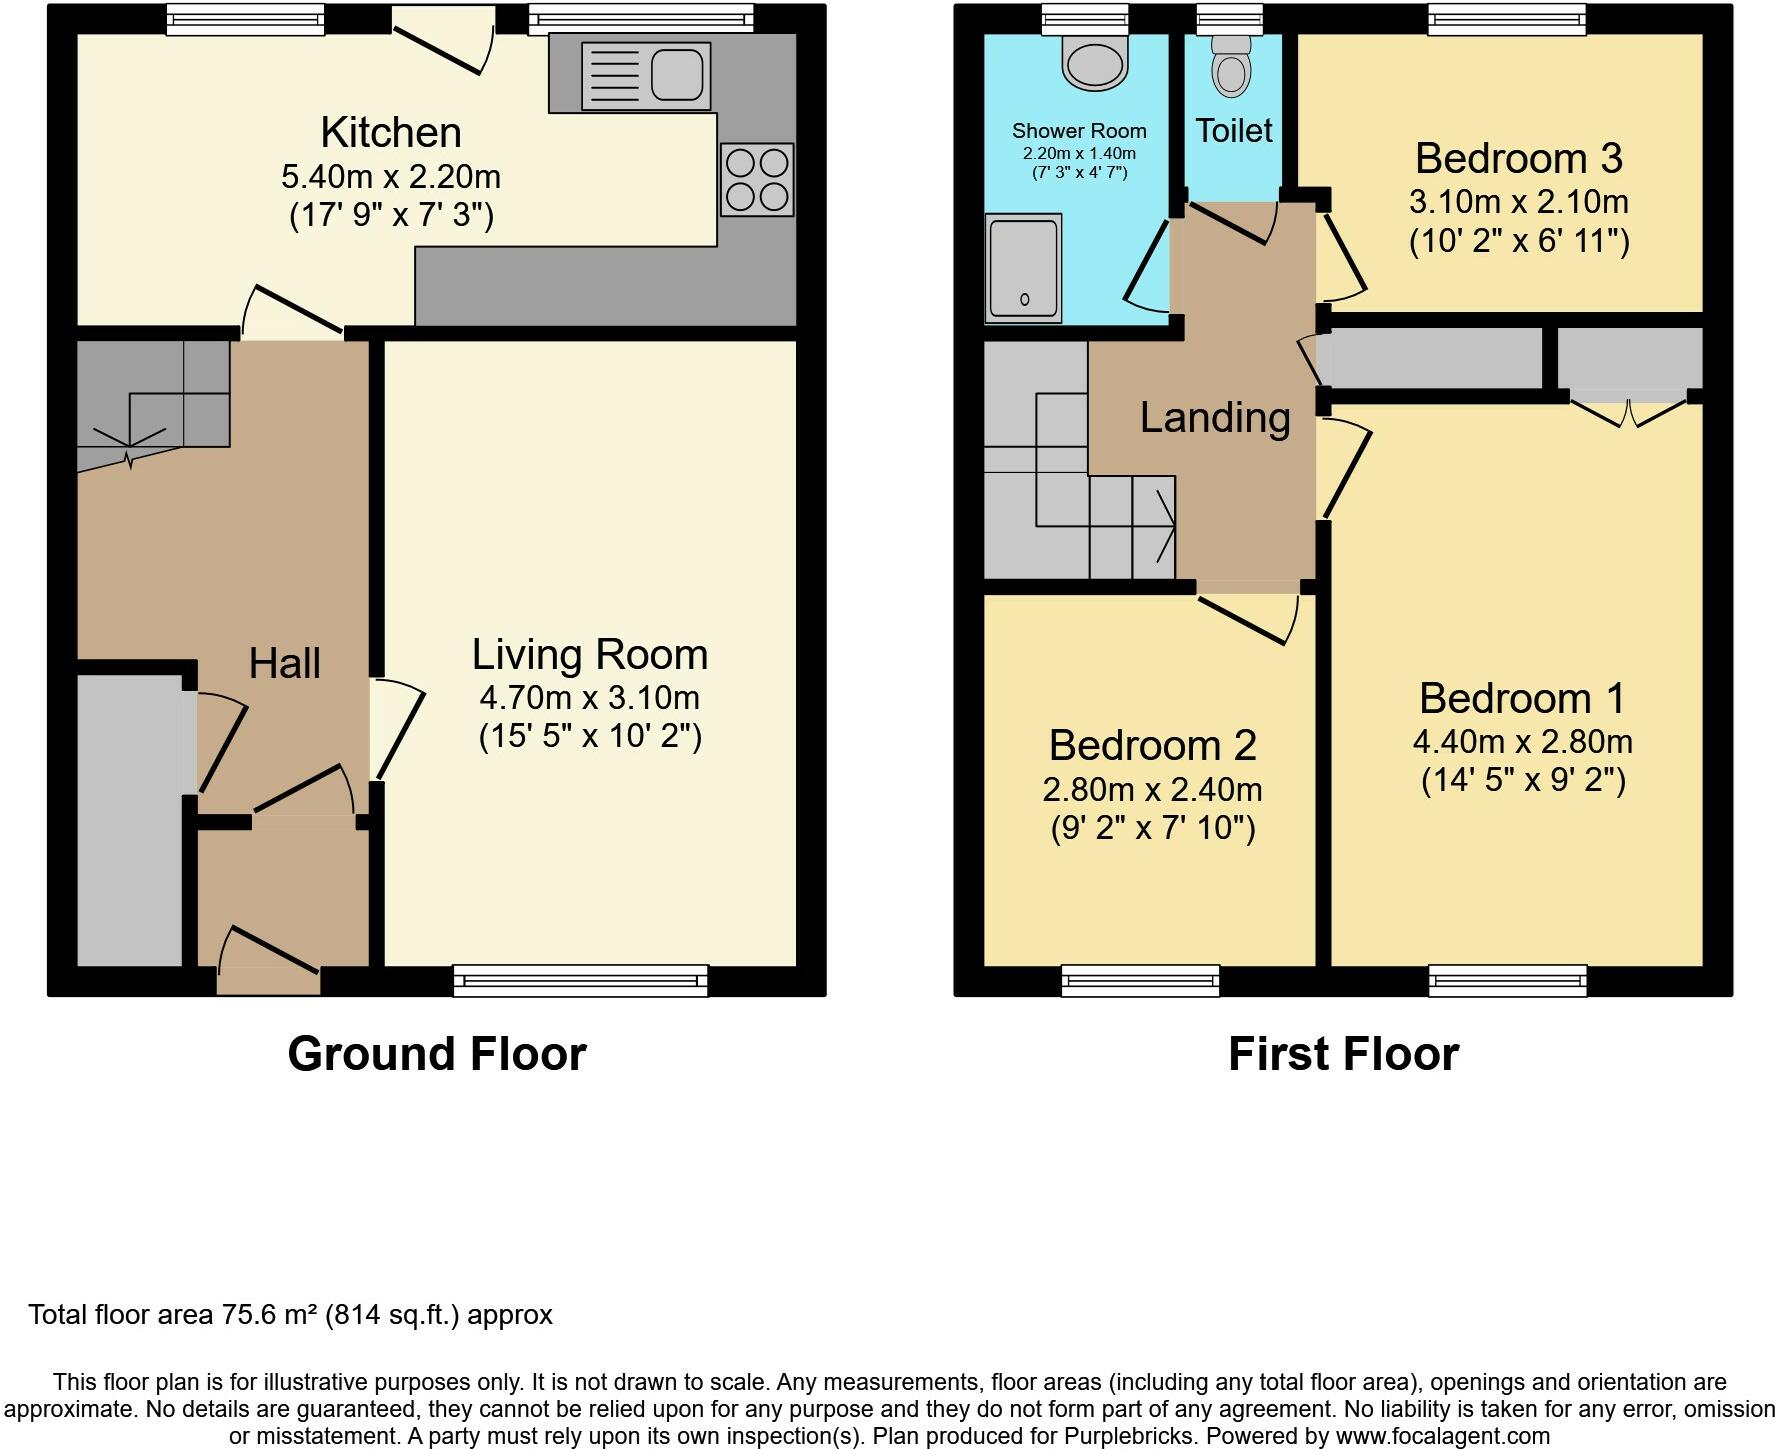 Kitchen
5.40m x 2.20m
(17' 9" x 7' 3")
Hall
Living Room
4.70m x 3.10m
(15' 5" x 10' 2")
Ground Floor
Shower Room
2.20m x 1.40m
(7' 3" x 4' 7")
Toilet
Bedroom 3
3.10m x 2.10m
(10' 2" x 6' 11")
Landing
Bedroom 2
2.80m x 2.40m
(9' 2" x 7' 10")
Bedroom 1
4.40m x 2.80m
(14' 5" x 9' 2")
First Floor
Total floor area 75.6 m² (814 sq.ft.) approx
This floor plan is for illustrative purposes only. It is not drawn to scale. Any measurements, floor areas (including any total floor area), openings and orientation are
approximate. No details are guaranteed, they cannot be relied upon for any purpose and they do not form part of any agreement. No liability is taken for any error, omission
or misstatement. A party must rely upon its own inspection(s). Plan produced for Purplebricks. Powered by www.focalagent.com